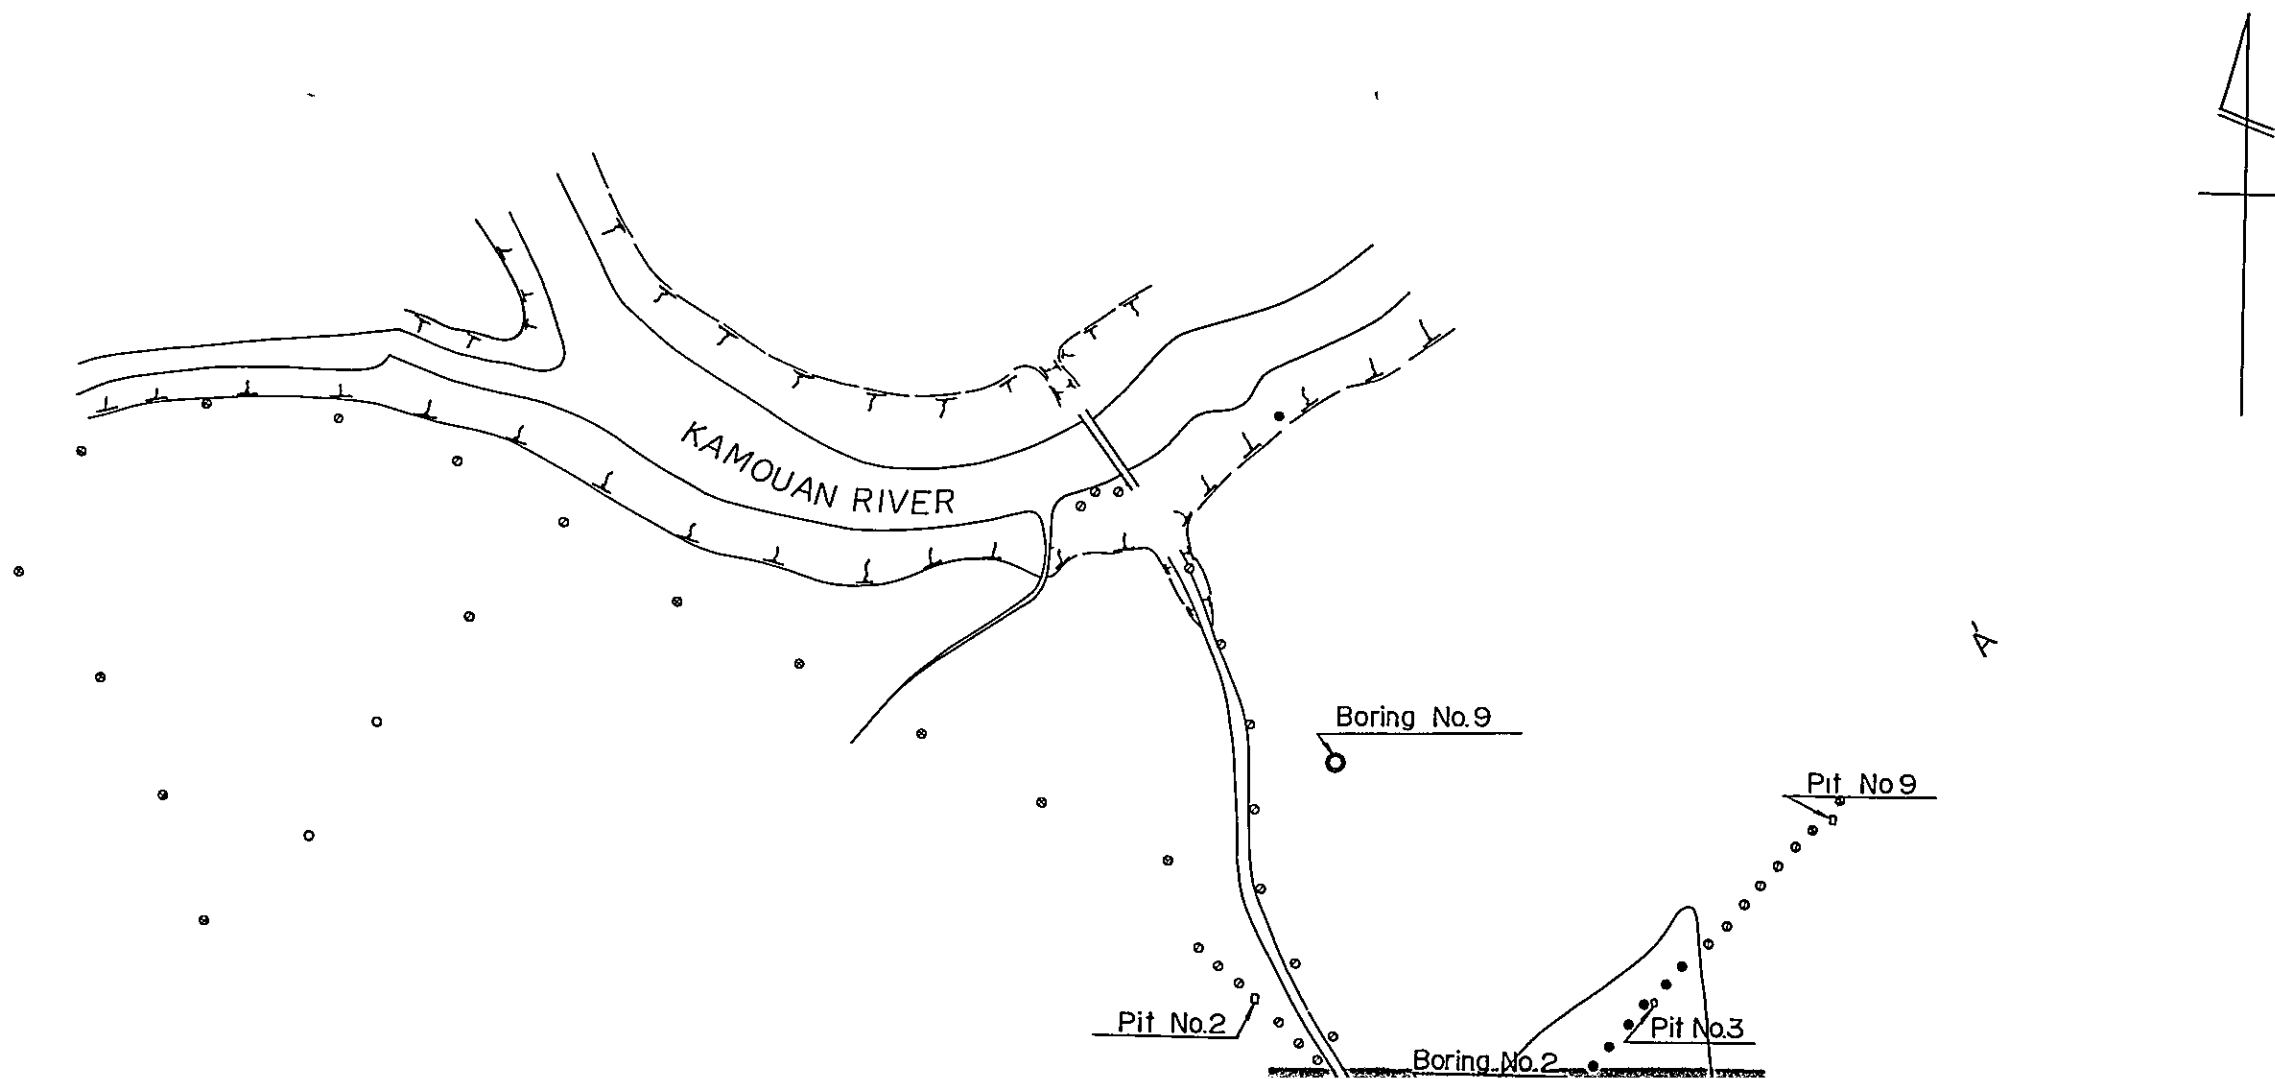 KAMOUAN RIVER
A'
Boring No.9
Pit No 9
Pit No.2
Pit No.3
Boring No.2